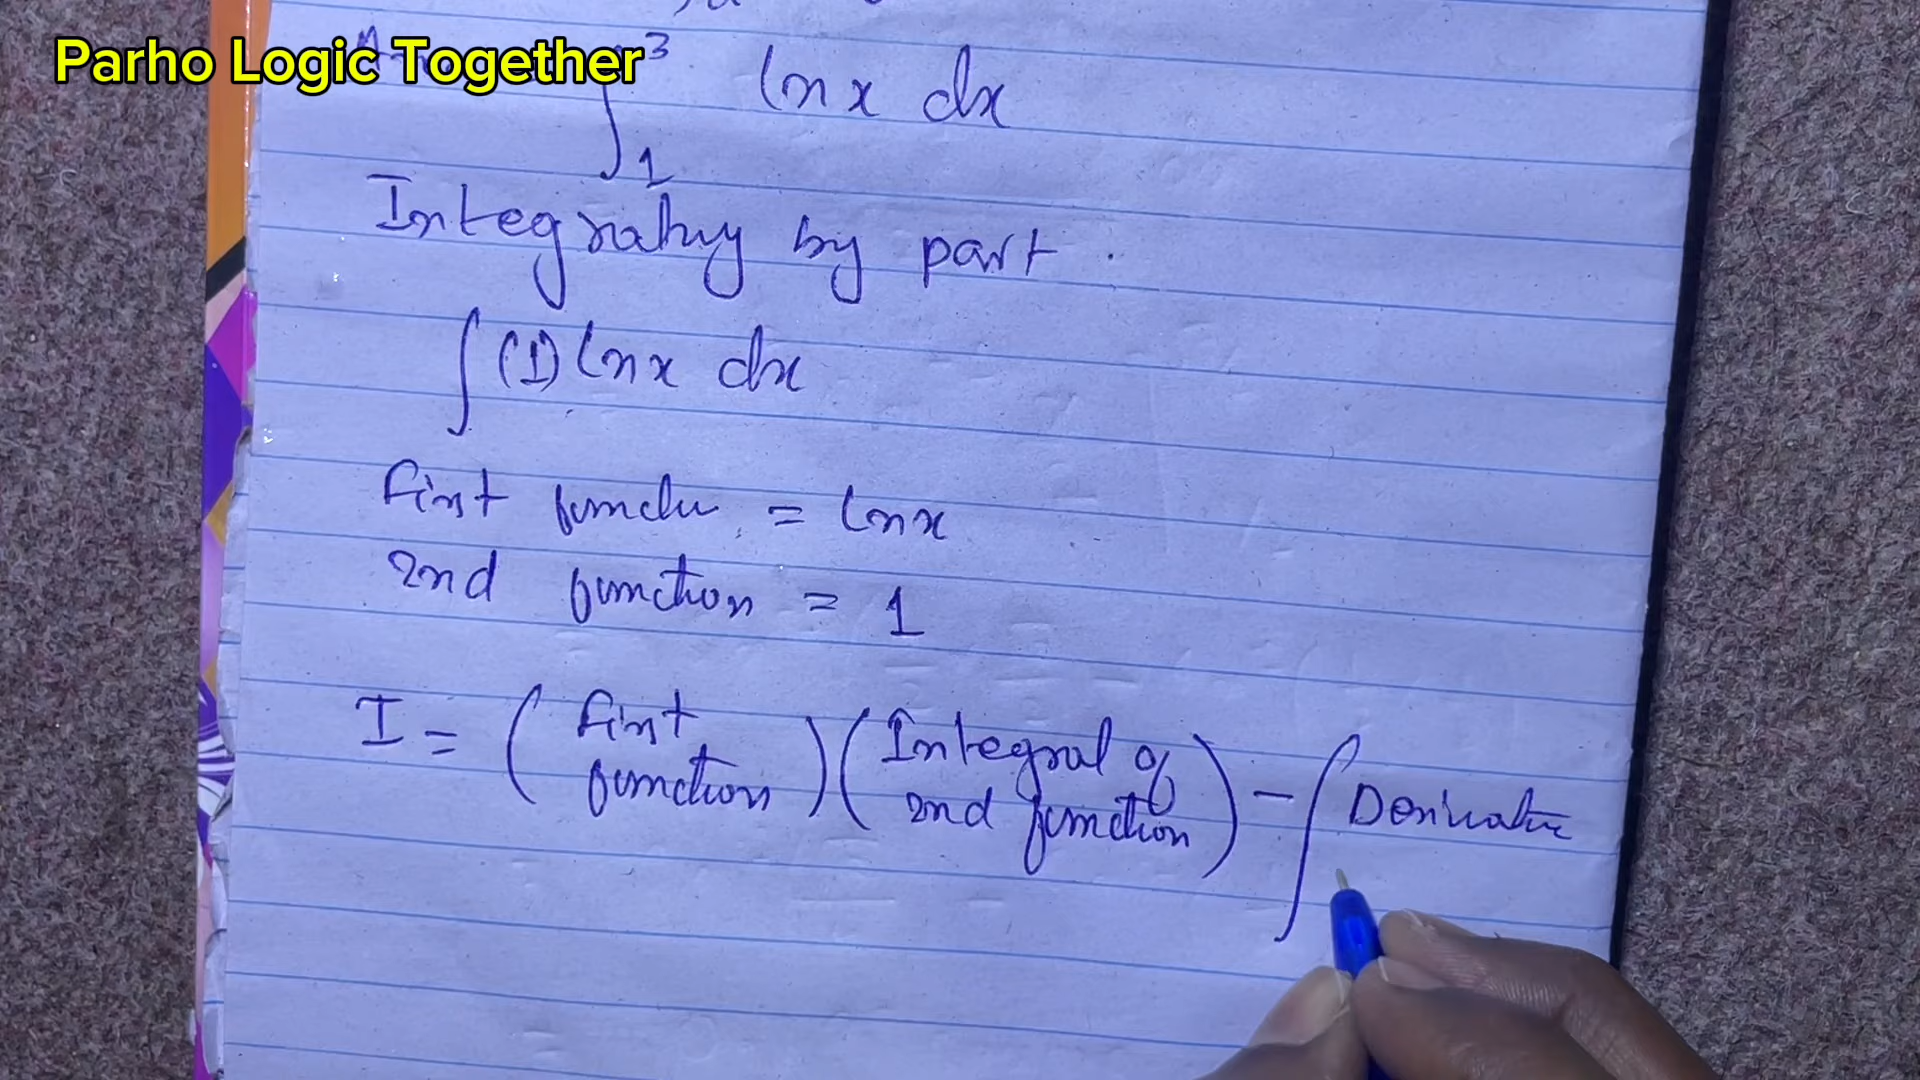 Parho Logic Together
∫₁³ ln x dx
Integrating by part.
∫(1) ln x dx
First function = ln x
2nd function = 1
I = (First function)(Integral of 2nd function) - ∫ Derivative